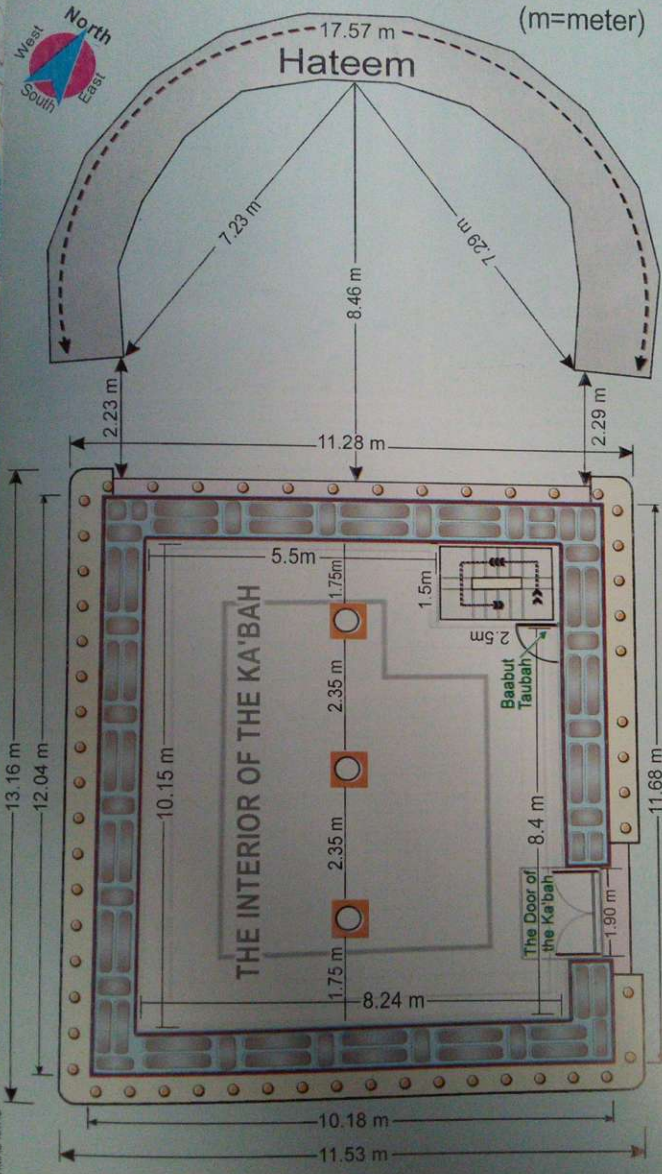 (m=meter)
North
West
South
East
17.57 m
Hateem
7.23 m
7.29 m
8.46 m
2.23 m
2.29 m
11.28 m
13.16 m
12.04 m
5.5m
1.75m
1.5m
2.5m
Baabut
Taubah
2.35 m
THE INTERIOR OF THE KA'BAH
10.15 m
11.68 m
2.35 m
8.4 m
The Door of
the Ka'bah
1.90 m
1.75 m
8.24 m
10.18 m
11.53 m